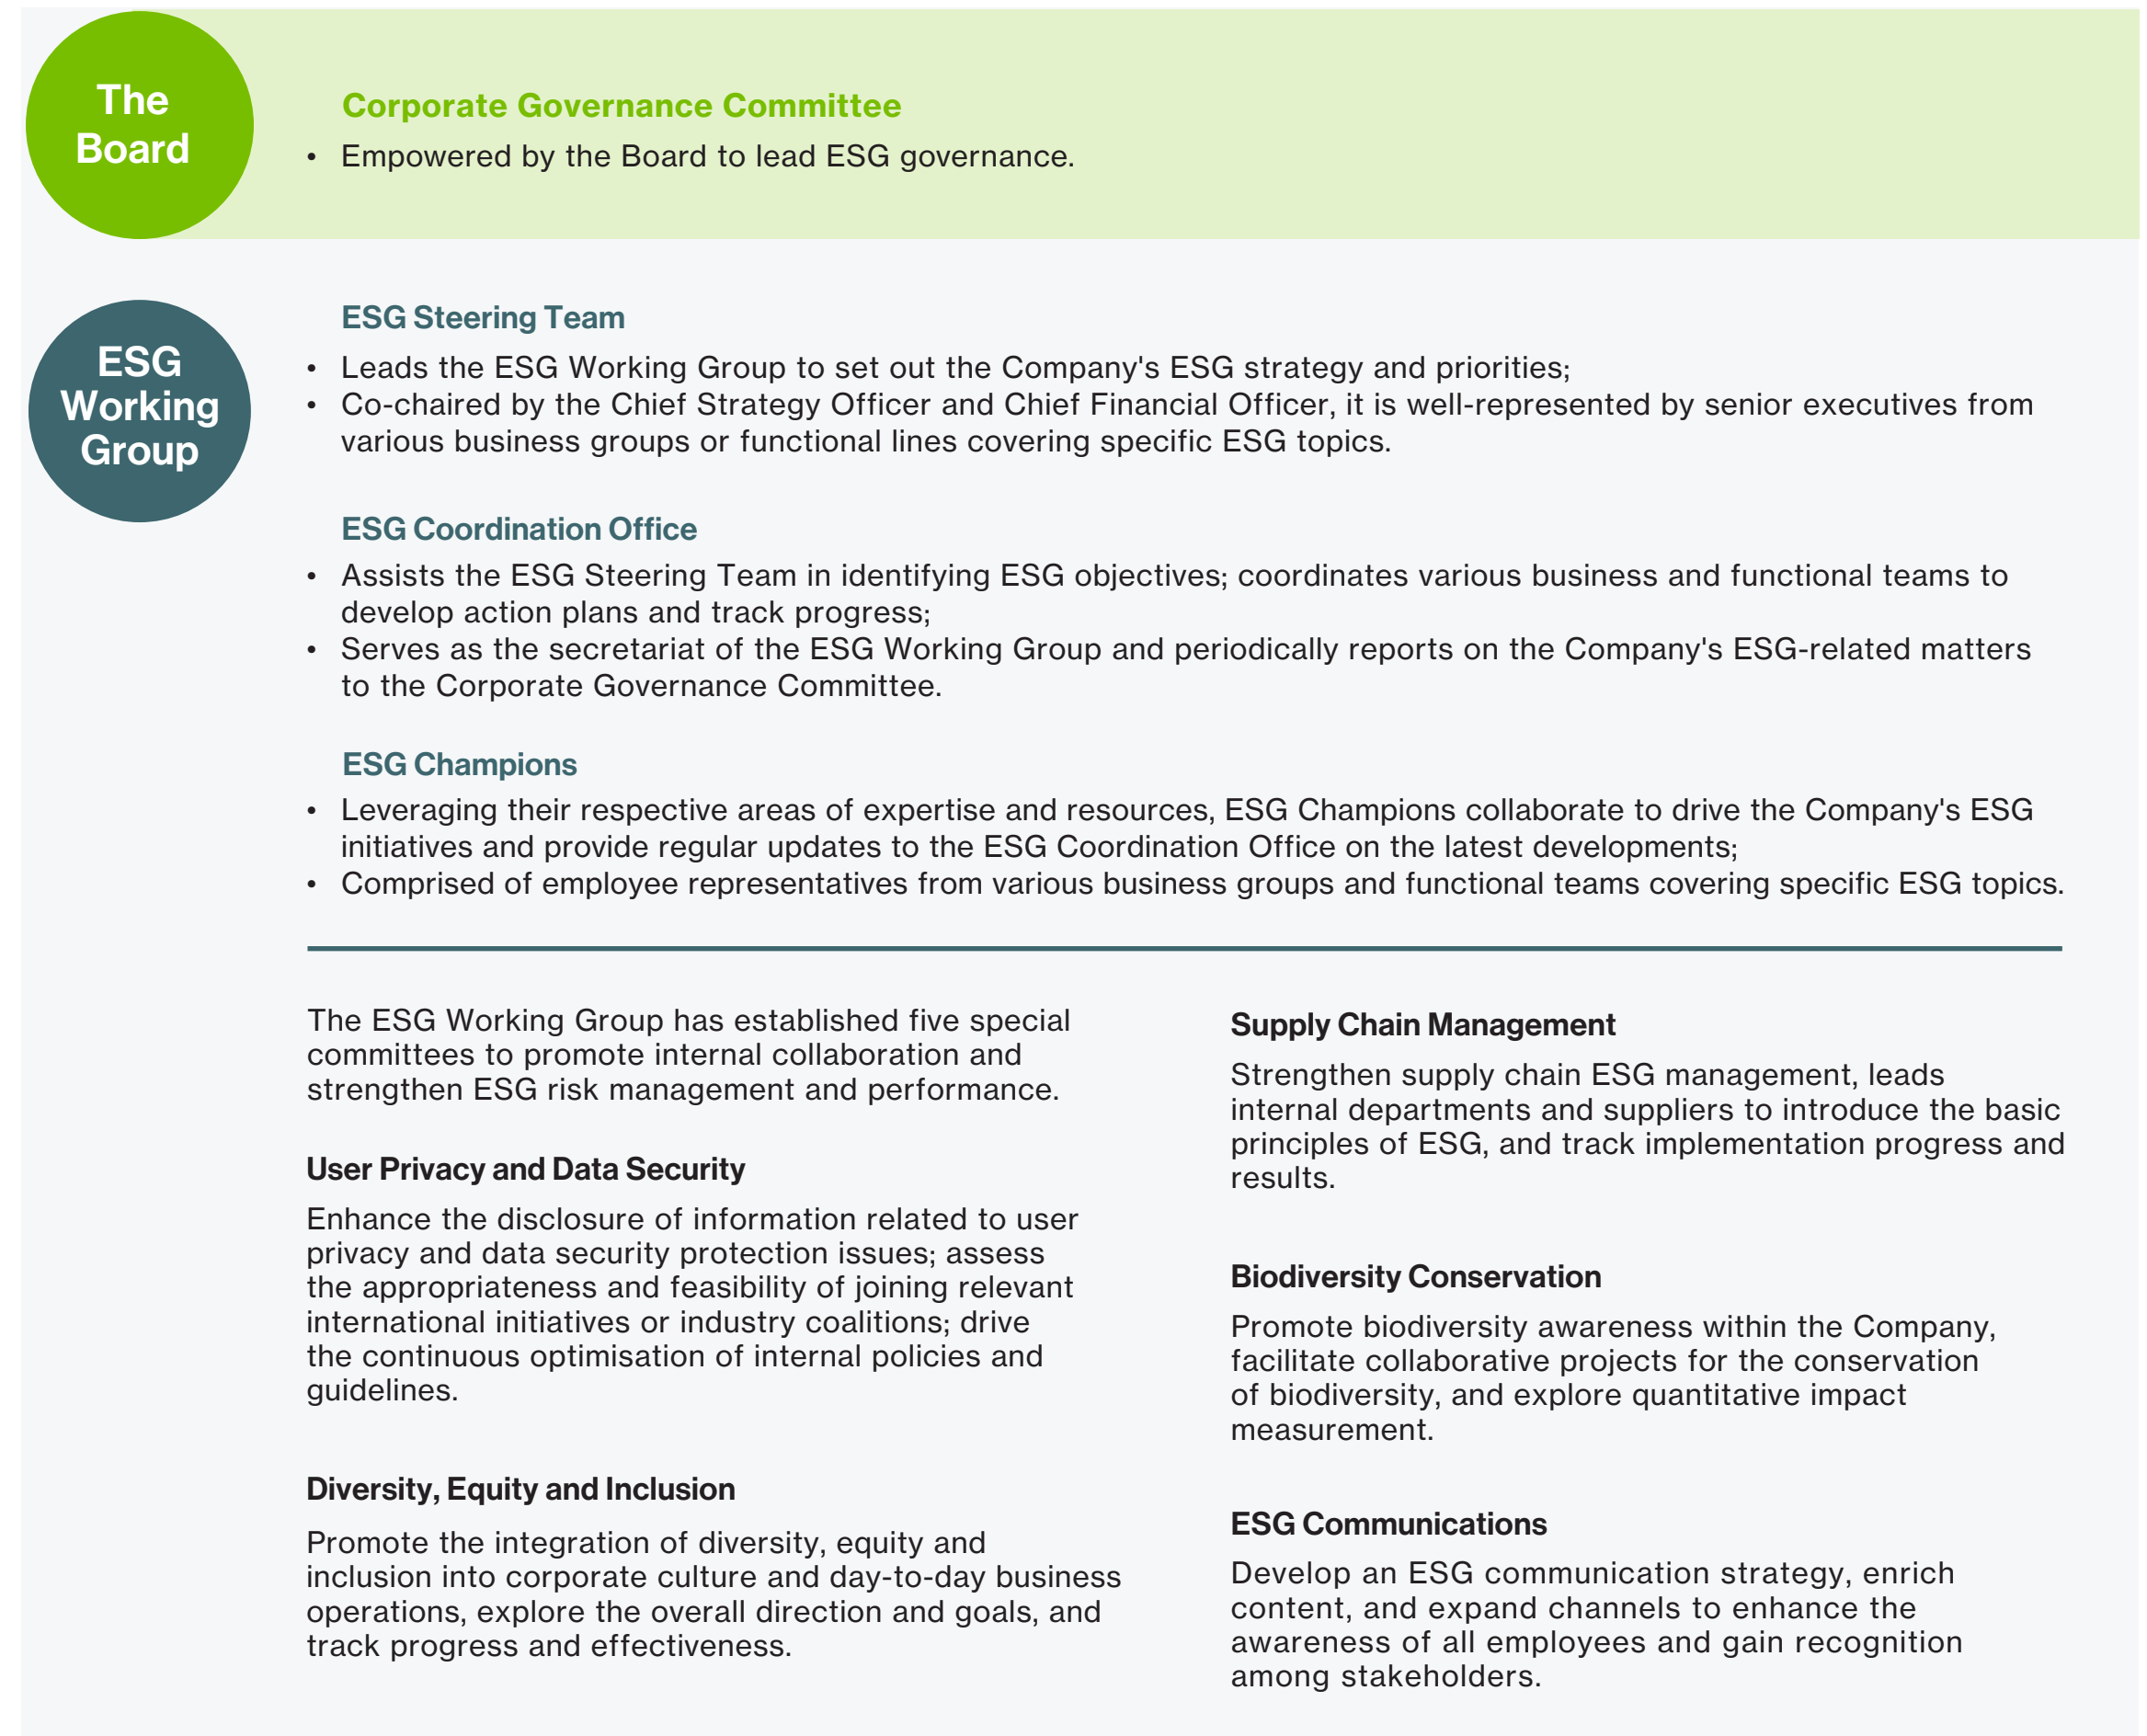 The
Board
Corporate Governance Committee
• Empowered by the Board to lead ESG governance.
ESG
Working
Group
ESG Steering Team
• Leads the ESG Working Group to set out the Company's ESG strategy and priorities;
• Co-chaired by the Chief Strategy Officer and Chief Financial Officer, it is well-represented by senior executives from
various business groups or functional lines covering specific ESG topics.
ESG Coordination Office
• Assists the ESG Steering Team in identifying ESG objectives; coordinates various business and functional teams to
develop action plans and track progress;
• Serves as the secretariat of the ESG Working Group and periodically reports on the Company's ESG-related matters
to the Corporate Governance Committee.
ESG Champions
• Leveraging their respective areas of expertise and resources, ESG Champions collaborate to drive the Company's ESG
initiatives and provide regular updates to the ESG Coordination Office on the latest developments;
• Comprised of employee representatives from various business groups and functional teams covering specific ESG topics.
The ESG Working Group has established five special
committees to promote internal collaboration and
strengthen ESG risk management and performance.
User Privacy and Data Security
Enhance the disclosure of information related to user
privacy and data security protection issues; assess
the appropriateness and feasibility of joining relevant
international initiatives or industry coalitions; drive
the continuous optimisation of internal policies and
guidelines.
Diversity, Equity and Inclusion
Promote the integration of diversity, equity and
inclusion into corporate culture and day-to-day business
operations, explore the overall direction and goals, and
track progress and effectiveness.
Supply Chain Management
Strengthen supply chain ESG management, leads
internal departments and suppliers to introduce the basic
principles of ESG, and track implementation progress and
results.
Biodiversity Conservation
Promote biodiversity awareness within the Company,
facilitate collaborative projects for the conservation
of biodiversity, and explore quantitative impact
measurement.
ESG Communications
Develop an ESG communication strategy, enrich
content, and expand channels to enhance the
awareness of all employees and gain recognition
among stakeholders.